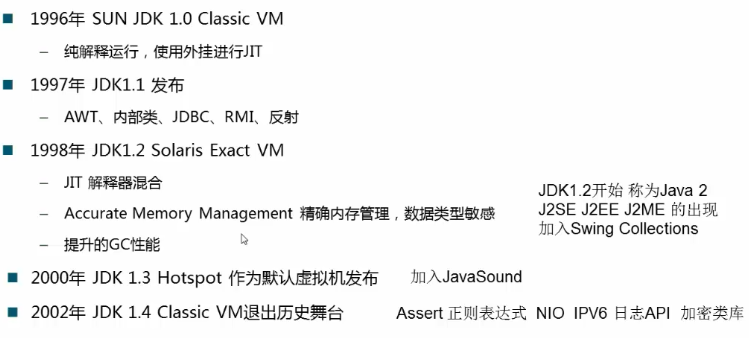 ■ 1996年 SUN JDK 1.0 Classic VM
– 纯解释运行，使用外挂进行JIT
■ 1997年 JDK1.1 发布
– AWT、内部类、JDBC、RMI、反射
■ 1998年 JDK1.2 Solaris Exact VM
– JIT 解释器混合
– Accurate Memory Management 精确内存管理，数据类型敏感
– 提升的GC性能
JDK1.2开始 称为Java 2
J2SE J2EE J2ME 的出现
加入Swing Collections
■ 2000年 JDK 1.3 Hotspot 作为默认虚拟机发布 加入JavaSound
■ 2002年 JDK 1.4 Classic VM退出历史舞台 Assert 正则表达式 NIO IPV6 日志API 加密类库